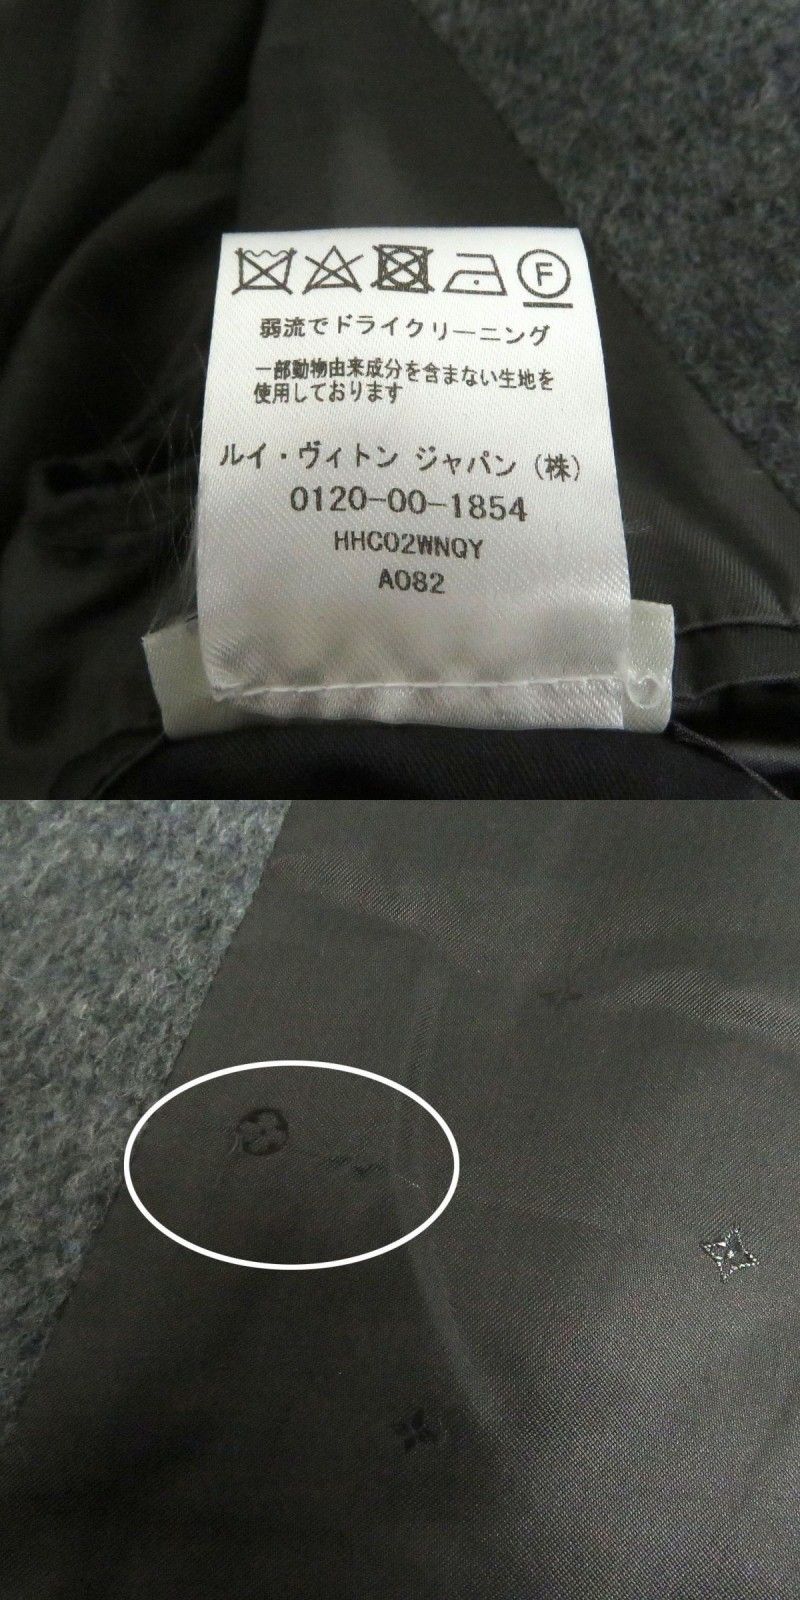 F
弱流でドライクリーニング
一部動物由来成分を含まない生地を
使用しております
ルイ・ヴィトン ジャパン (株)
0120-00-1854
HHC02WNQY
A082